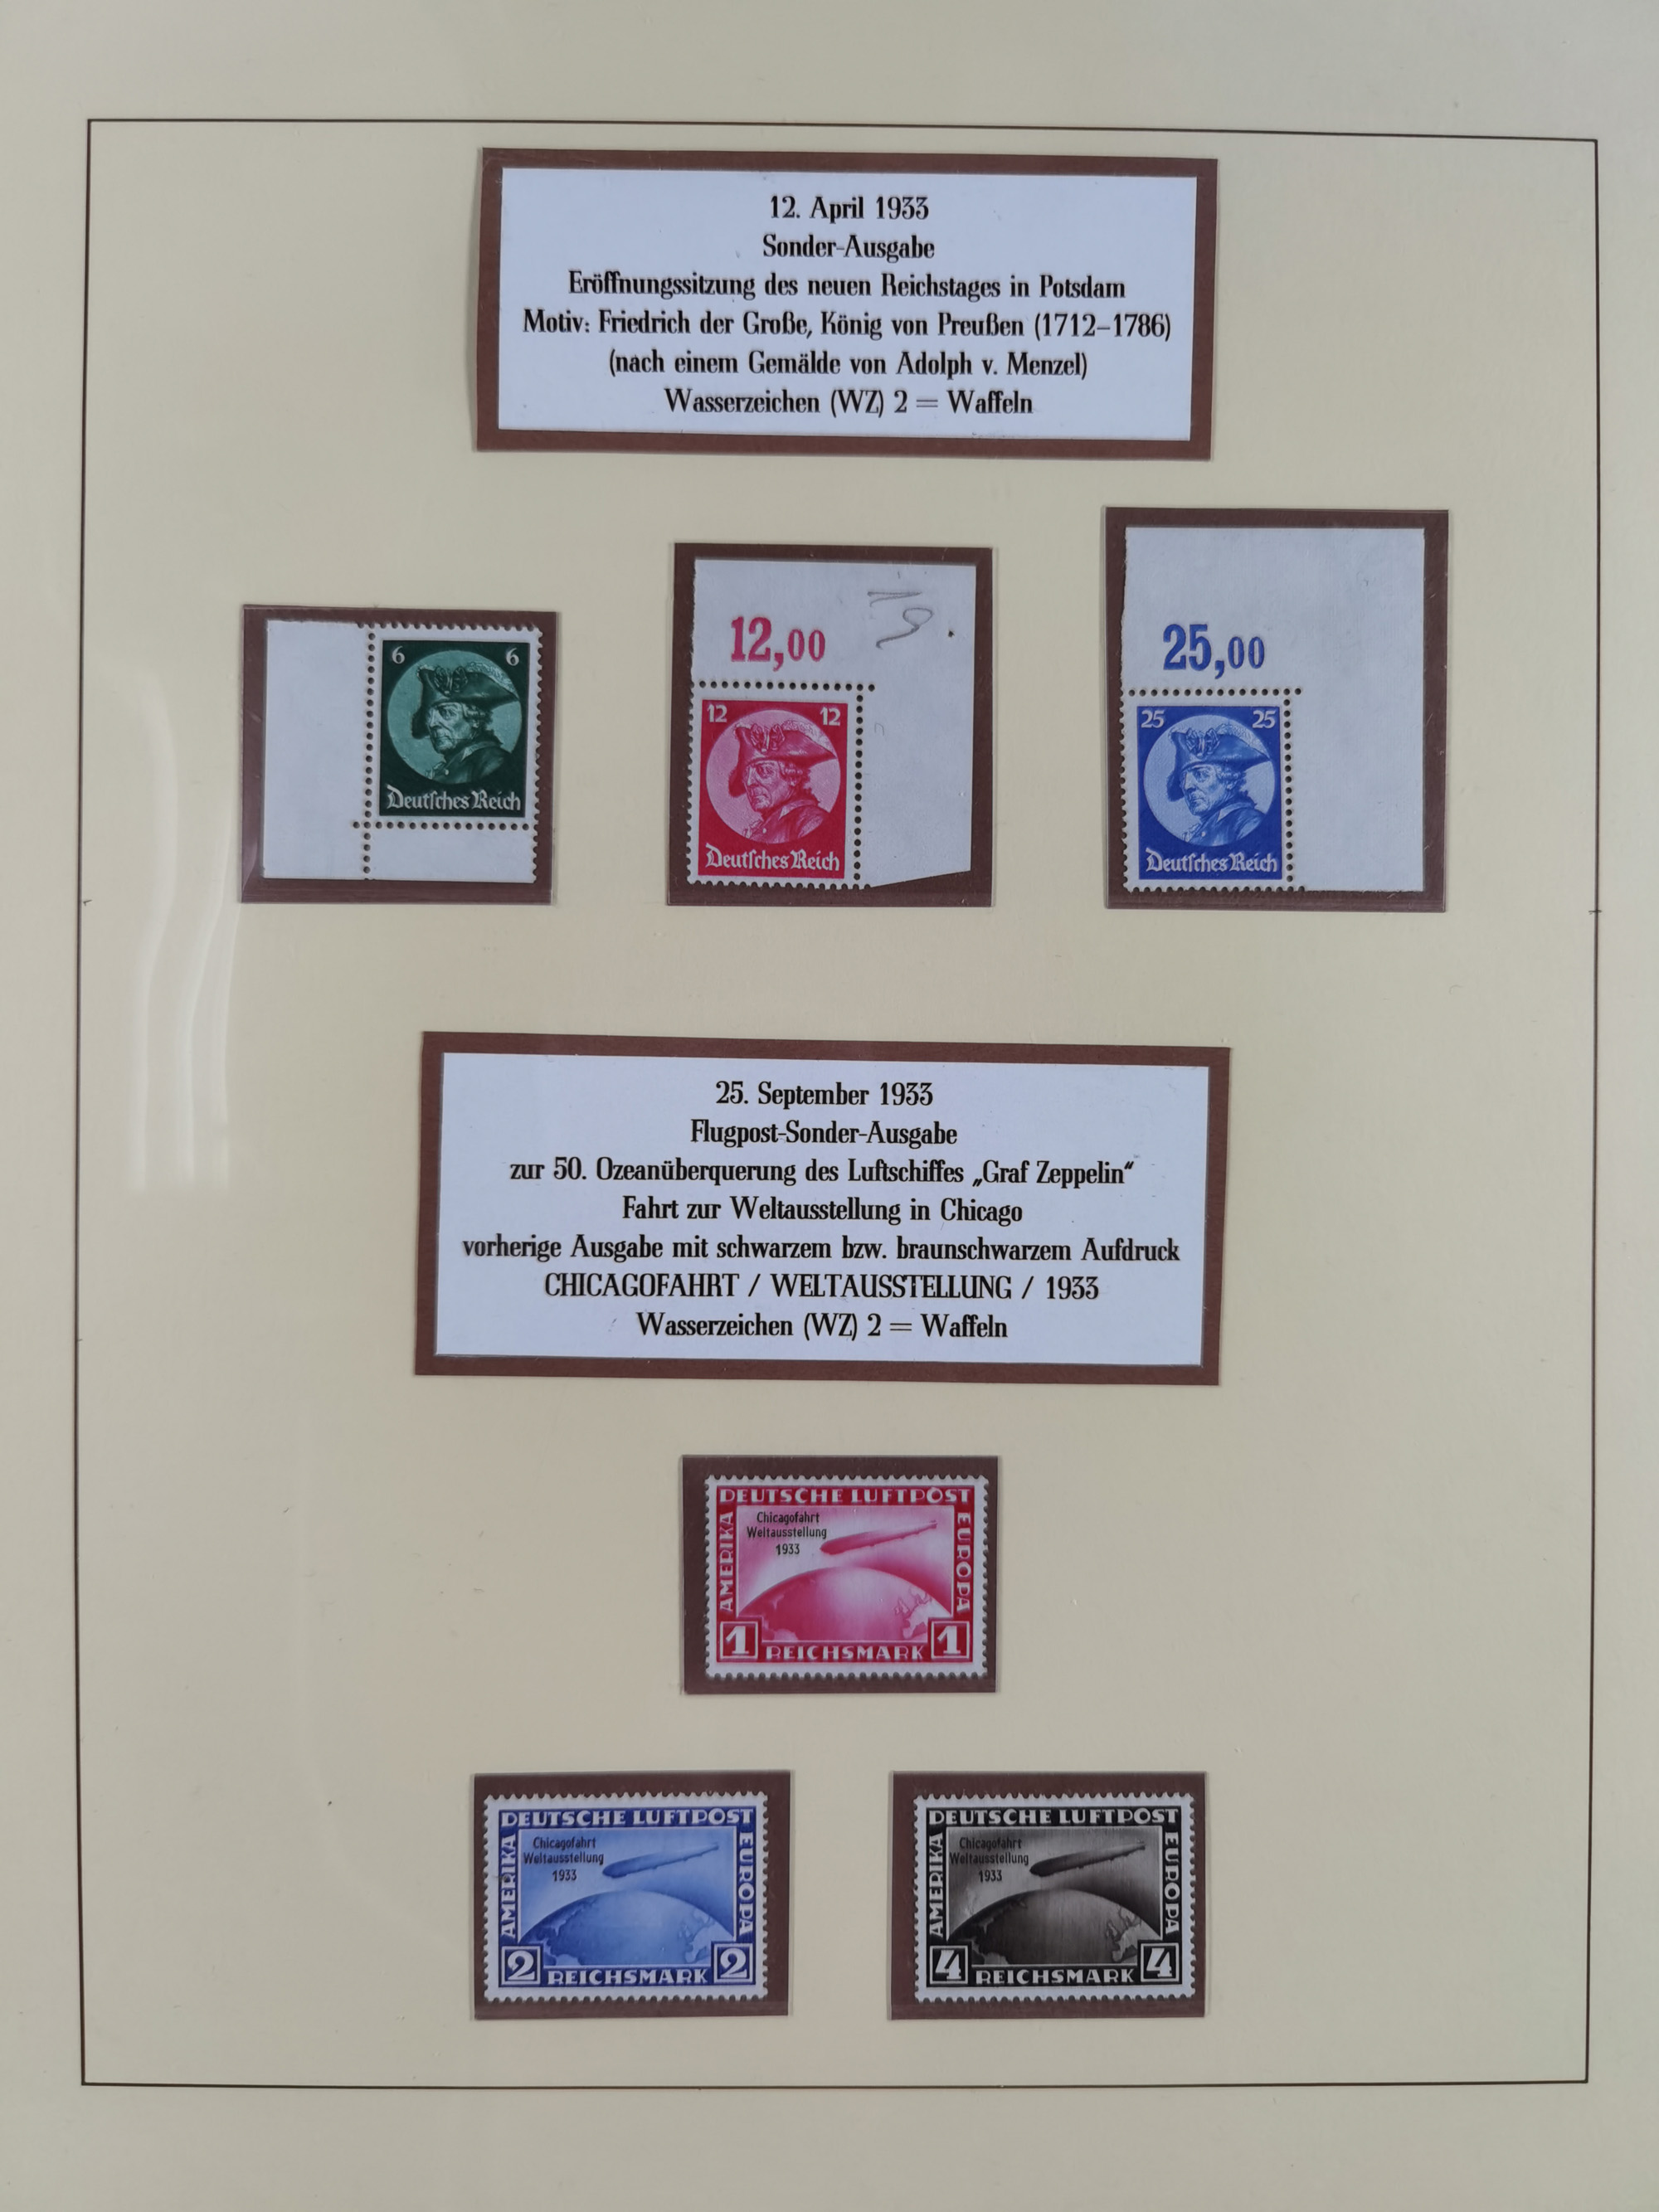 12. April 1933
Sonder-Ausgabe
Eröffnungssitzung des neuen Reichstages in Potsdam
Motiv: Friedrich der Große, König von Preußen (1712–1786)
(nach einem Gemälde von Adolph v. Menzel)
Wasserzeichen (WZ) 2 = Waffeln
6 6
Deutſches Reich
12,00
19
12 12
Deutſches Reich
25,00
25 25
Deutſches Reich
25. September 1933
Flugpost-Sonder-Ausgabe
zur 50. Ozeanüberquerung des Luftschiffes „Graf Zeppelin“
Fahrt zur Weltausstellung in Chicago
vorherige Ausgabe mit schwarzem bzw. braunschwarzem Aufdruck
CHICAGOFAHRT / WELTAUSSTELLUNG / 1933
Wasserzeichen (WZ) 2 = Waffeln
DEUTSCHE LUFTPOST
Chicagofahrt
Weltausstellung
1933
AMERIKA
EUROPA
1 REICHSMARK 1
DEUTSCHE LUFTPOST
Chicagofahrt
Weltausstellung
1933
AMERIKA
EUROPA
2 REICHSMARK 2
DEUTSCHE LUFTPOST
Chicagofahrt
Weltausstellung
1933
AMERIKA
EUROPA
4 REICHSMARK 4